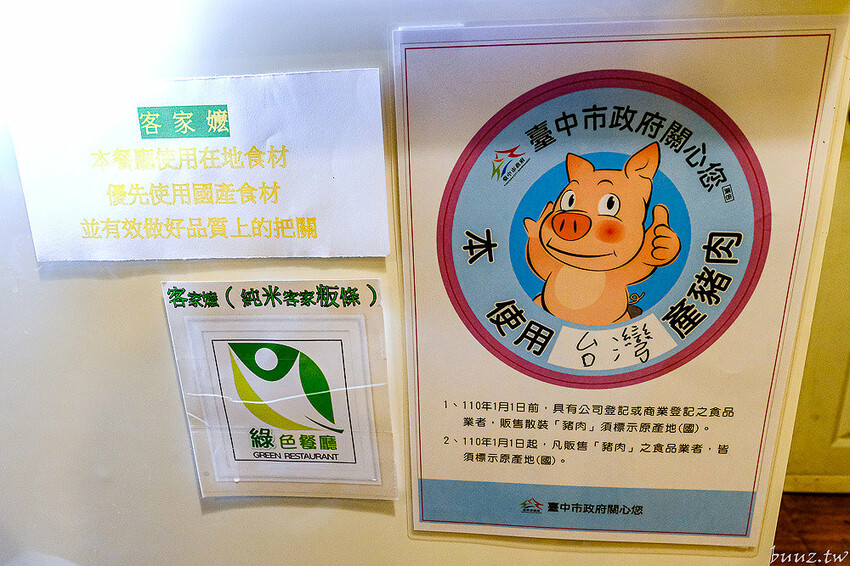 客家嬤
本餐廳使用在地食材
優先使用國產食材
並有效做好品質上的把關
客家嬤(純米客家粄條)
綠色餐廳
GREEN RESTAURANT
臺中市政府關心您
臺中市政府
本使用台灣產豬肉
1、110年1月1日前,具有公司登記或商業登記之食品
業者,販售散裝「豬肉」須標示原產地(國)。
2、110年1月1日起,凡販售「豬肉」之食品業者,皆
須標示原產地(國)。
臺中市政府關心您
buuz.tw